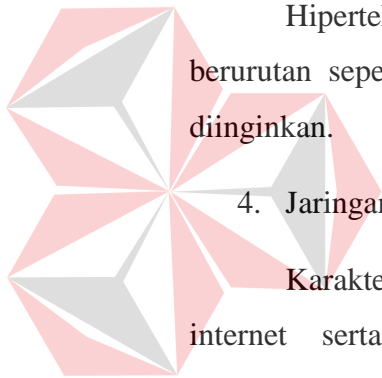 Hipertek
berurutan sepe
diinginkan.
4. Jaringan
Karakte
internet serta